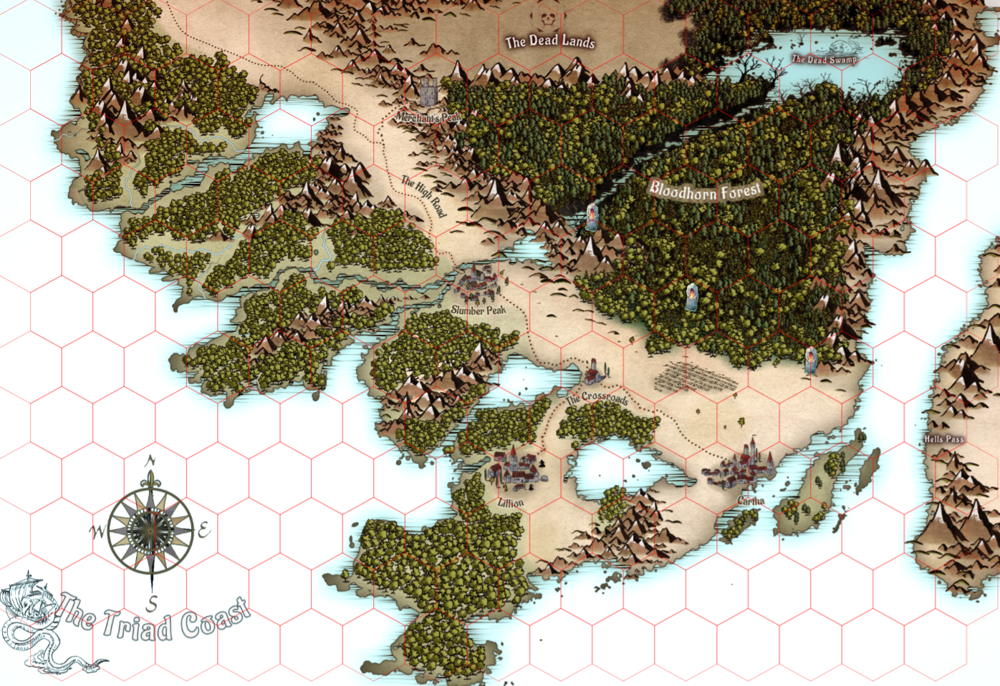 The Dead Lands
The Dead Swamp
Merchant's Peak
The High Road
Bloodhorn Forest
Slumber Peak
The Crossroads
Hells Pass
Lillion
Cartha
N
W
E
S
The Triad Coast